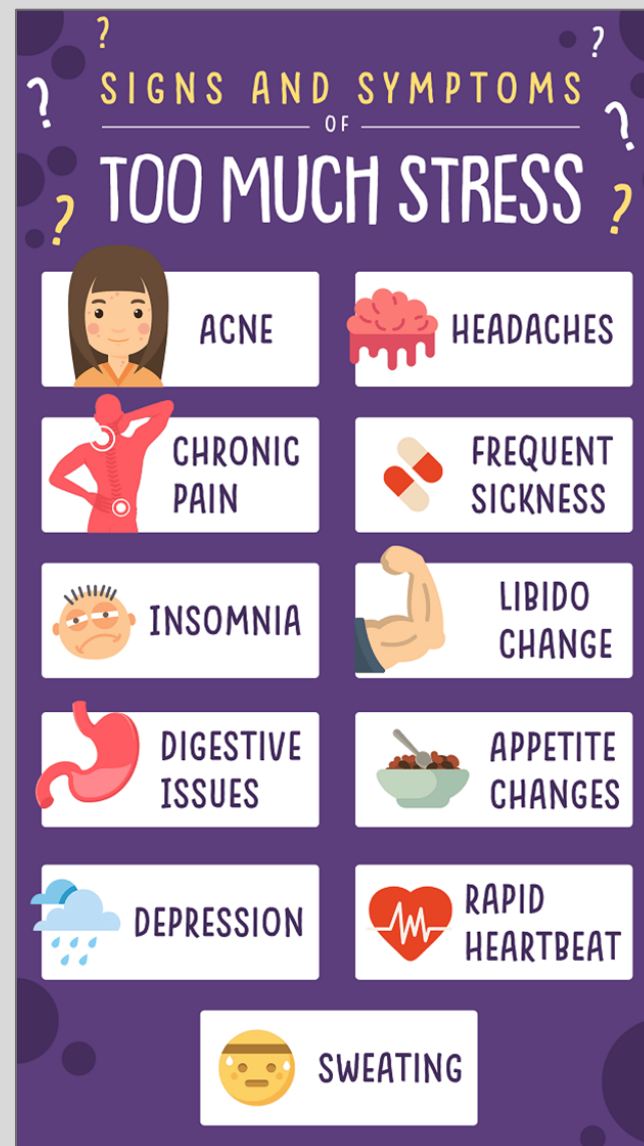 ?
?
?
?
?
?
SIGNS AND SYMPTOMS
OF
TOO MUCH STRESS
ACNE
HEADACHES
CHRONIC
PAIN
FREQUENT
SICKNESS
INSOMNIA
LIBIDO
CHANGE
DIGESTIVE
ISSUES
APPETITE
CHANGES
DEPRESSION
RAPID
HEARTBEAT
SWEATING